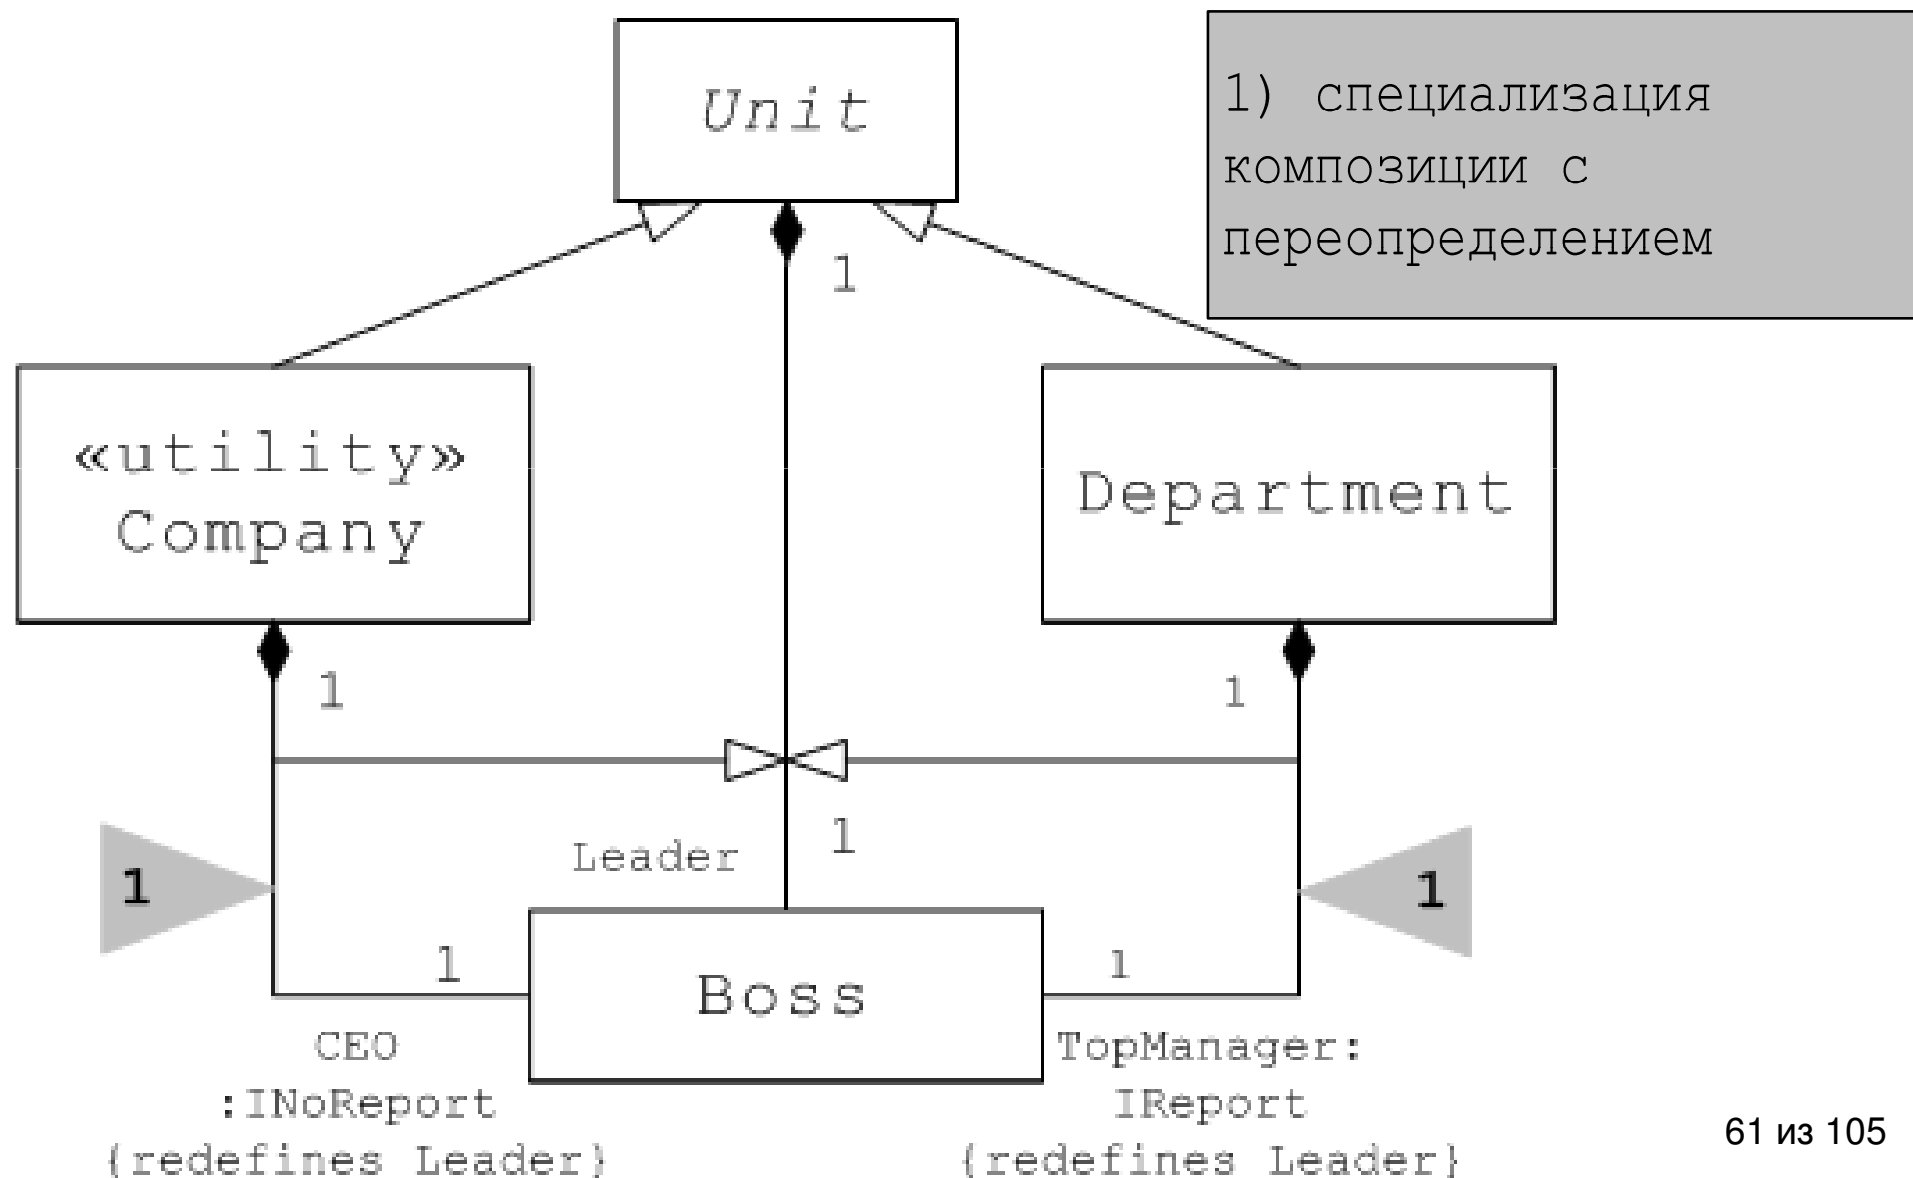 Unit
1) специализация
композиции с
переопределением
1
«utility»
Company
Department
1
1
Leader
1
1
1
1
Boss
1
CEO
:INoReport
{redefines Leader}
TopManager:
IReport
{redefines Leader}
61 из 105